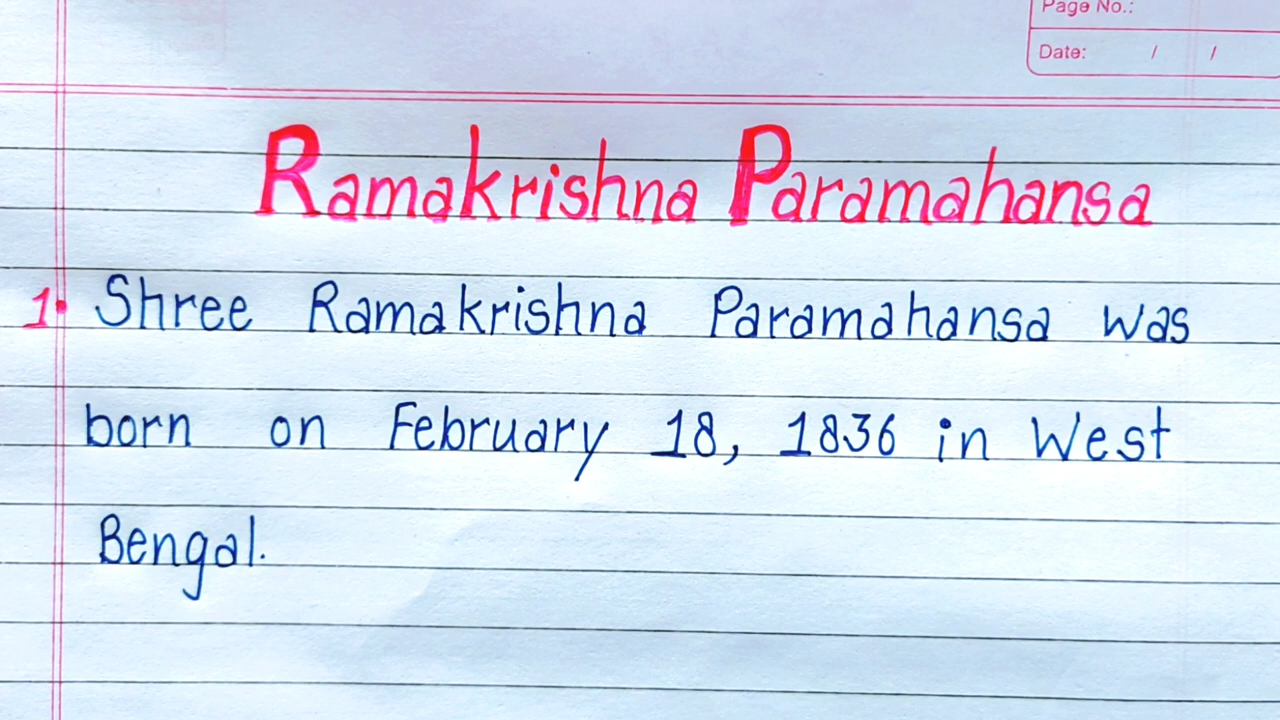 Page No.:
Date: / /
Ramakrishna Paramahansa
1. Shree Ramakrishna Paramahansa was
born on February 18, 1836 in West
Bengal.